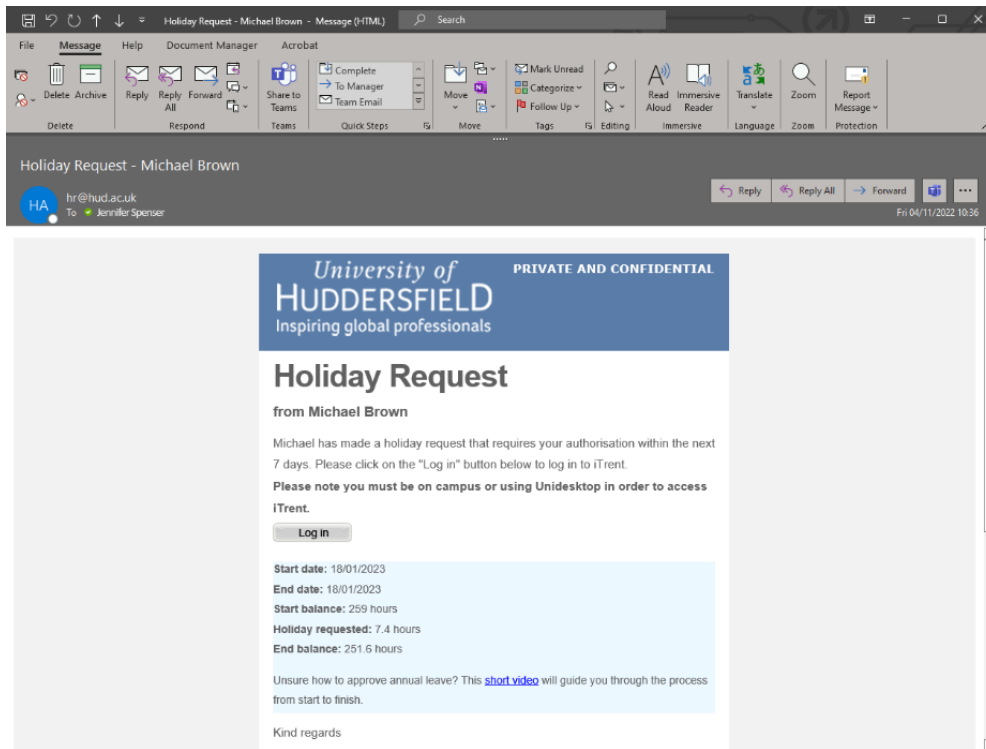 Holiday Request - Michael Brown - Message (HTML)
Search
File Message Help Document Manager Acrobat
Delete Archive
Reply Reply All Forward
Share to Teams
Complete
To Manager
Team Email
Move
Mark Unread
Categorize
Follow Up
Read Aloud Immersive Reader
Translate
Zoom
Report Message
Delete Respond Teams Quick Steps Move Tags Editing Immersive Language Zoom Protection
Holiday Request - Michael Brown
HA
hr@hud.ac.uk
To Jennifer Spenser
Reply Reply All Forward
Fri 04/11/2022 10:36
University of
HUDDERSFIELD
Inspiring global professionals
PRIVATE AND CONFIDENTIAL
Holiday Request
from Michael Brown
Michael has made a holiday request that requires your authorisation within the next
7 days. Please click on the "Log in" button below to log in to iTrent.
Please note you must be on campus or using Unidesktop in order to access
iTrent.
Log in
Start date: 18/01/2023
End date: 18/01/2023
Start balance: 259 hours
Holiday requested: 7.4 hours
End balance: 251.6 hours
Unsure how to approve annual leave? This short video will guide you through the process
from start to finish.
Kind regards